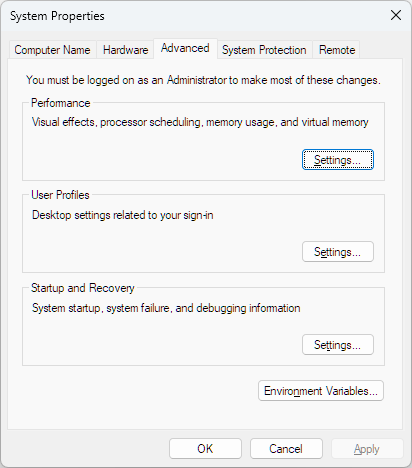 System Properties
Computer Name Hardware Advanced System Protection Remote
You must be logged on as an Administrator to make most of these changes.
Performance
Visual effects, processor scheduling, memory usage, and virtual memory
Settings...
User Profiles
Desktop settings related to your sign-in
Settings...
Startup and Recovery
System startup, system failure, and debugging information
Settings...
Environment Variables...
OK Cancel Apply